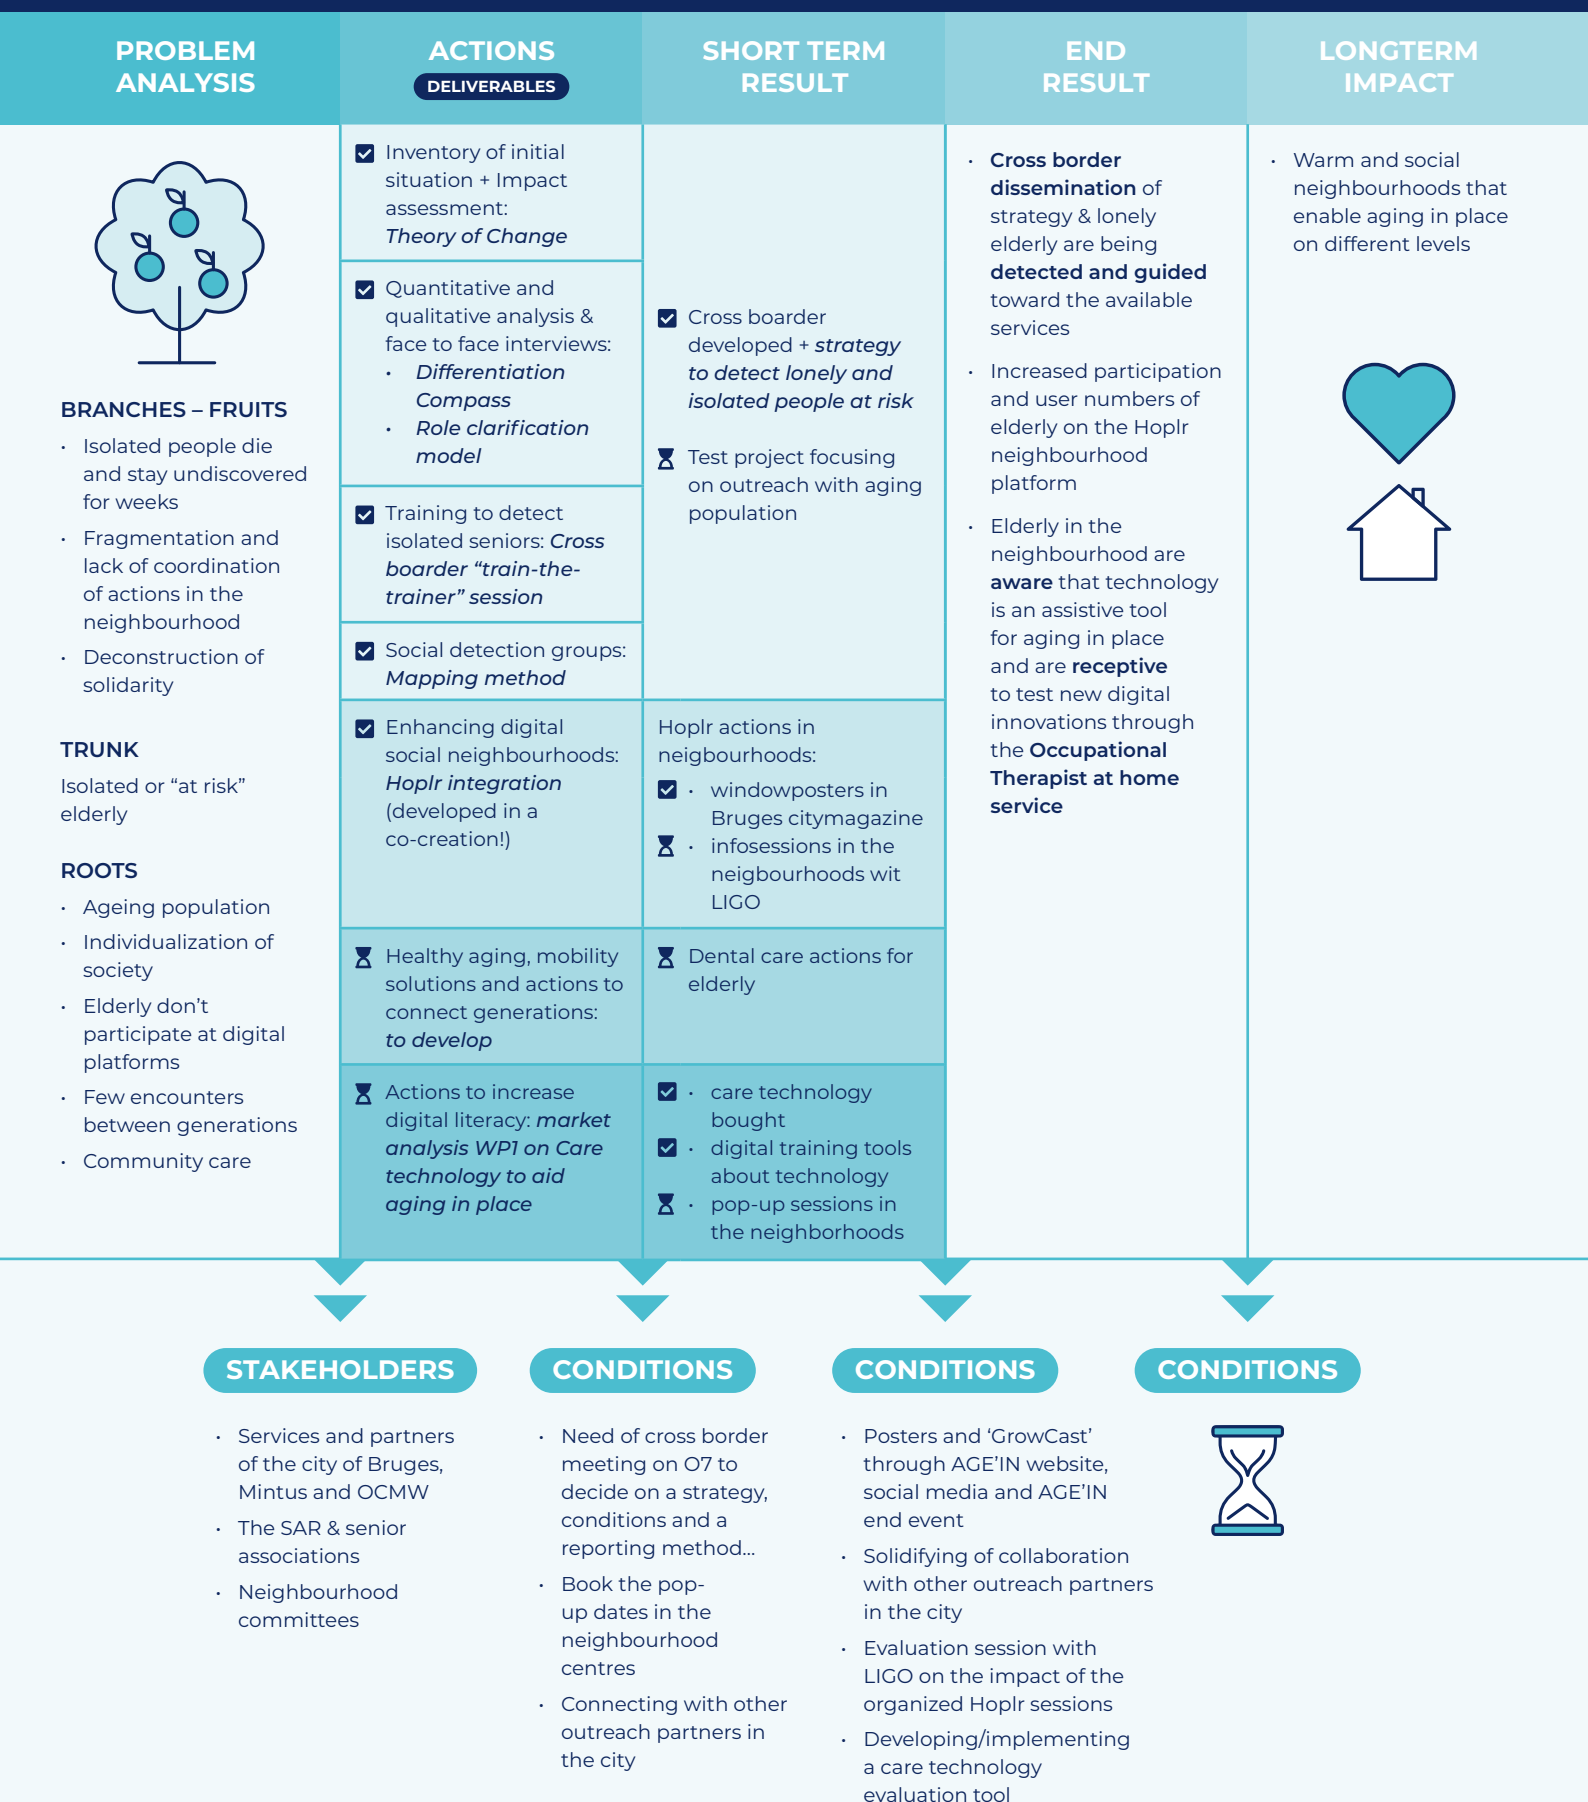 PROBLEM
ANALYSIS
ACTIONS
DELIVERABLES
SHORT TERM
RESULT
END
RESULT
LONGTERM
IMPACT
BRANCHES – FRUITS
• Isolated people die
and stay undiscovered
for weeks
• Fragmentation and
lack of coordination
of actions in the
neighbourhood
• Deconstruction of
solidarity
TRUNK
Isolated or “at risk”
elderly
ROOTS
• Ageing population
• Individualization of
society
• Elderly don’t
participate at digital
platforms
• Few encounters
between generations
• Community care
Inventory of initial
situation + Impact
assessment:
Theory of Change
Quantitative and
qualitative analysis &
face to face interviews:
• Differentiation
Compass
• Role clarification
model
Training to detect
isolated seniors: Cross
boarder “train-the-
trainer” session
Social detection groups:
Mapping method
Enhancing digital
social neighbourhoods:
Hoplr integration
(developed in a
co-creation!)
Healthy aging, mobility
solutions and actions to
connect generations:
to develop
Actions to increase
digital literacy: market
analysis WP1 on Care
technology to aid
aging in place
Cross boarder
developed + strategy
to detect lonely and
isolated people at risk
Test project focusing
on outreach with aging
population
Hoplr actions in
neigbourhoods:
• windowposters in
Bruges citymagazine
• infosessions in the
neigbourhoods wit
LIGO
Dental care actions for
elderly
• care technology
bought
• digital training tools
about technology
• pop-up sessions in
the neighborhoods
• Cross border
dissemination of
strategy & lonely
elderly are being
detected and guided
toward the available
services
• Increased participation
and user numbers of
elderly on the Hoplr
neighbourhood
platform
• Elderly in the
neighbourhood are
aware that technology
is an assistive tool
for aging in place
and are receptive
to test new digital
innovations through
the Occupational
Therapist at home
service
• Warm and social
neighbourhoods that
enable aging in place
on different levels
STAKEHOLDERS
• Services and partners
of the city of Bruges,
Mintus and OCMW
• The SAR & senior
associations
• Neighbourhood
committees
CONDITIONS
• Need of cross border
meeting on O7 to
decide on a strategy,
conditions and a
reporting method...
• Book the pop-
up dates in the
neighbourhood
centres
• Connecting with other
outreach partners in
the city
CONDITIONS
• Posters and ‘GrowCast’
through AGE’IN website,
social media and AGE’IN
end event
• Solidifying of collaboration
with other outreach partners
in the city
• Evaluation session with
LIGO on the impact of the
organized Hoplr sessions
• Developing/implementing
a care technology
evaluation tool
CONDITIONS